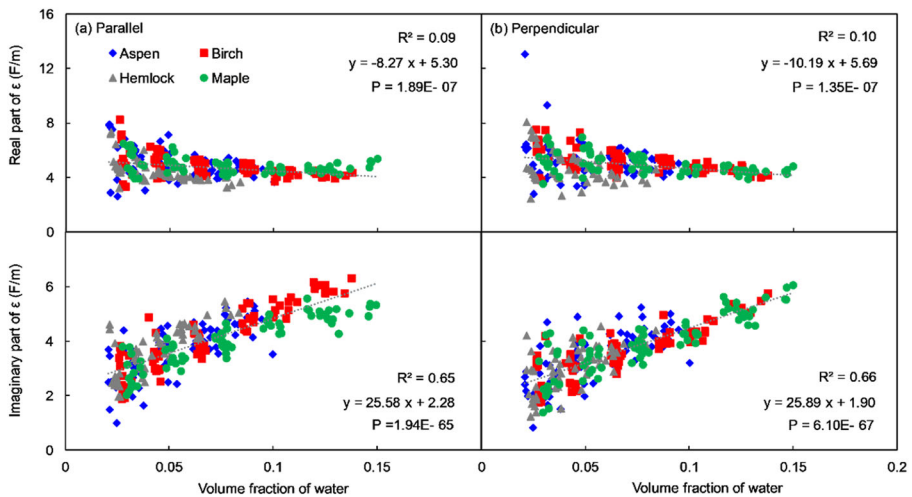 16
12
8
4
0
Real part of ε (F/m)
(a) Parallel
Aspen
Birch
Hemlock
Maple
R² = 0.09
y = -8.27 x + 5.30
P = 1.89E- 07
(b) Perpendicular
R² = 0.10
y = -10.19 x + 5.69
P = 1.35E- 07
6
4
2
0
Imaginary part of ε (F/m)
R² = 0.65
y = 25.58 x + 2.28
P =1.94E- 65
R² = 0.66
y = 25.89 x + 1.90
P = 6.10E- 67
0 0.05 0.1 0.15
0 0.05 0.1 0.15 0.2
Volume fraction of water
Volume fraction of water